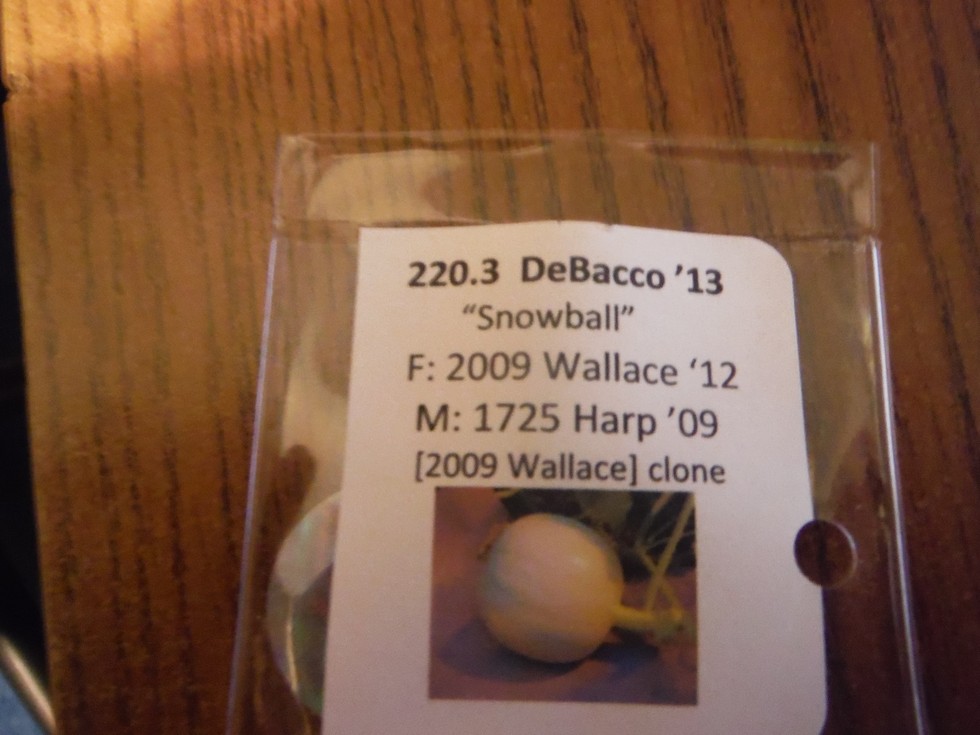 220.3 DeBacco ’13
“Snowball”
F: 2009 Wallace ‘12
M: 1725 Harp ’09
[2009 Wallace] clone